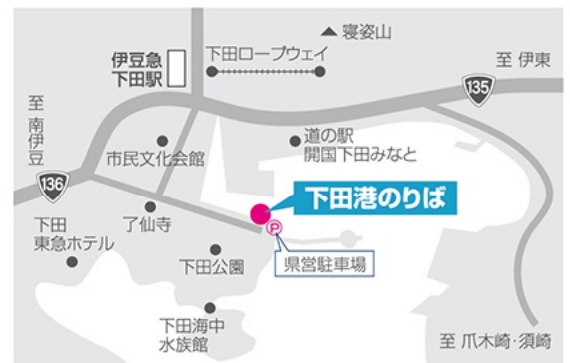 寝姿山
下田ロープウェイ
伊豆急
下田駅
至 伊東
135
至 南伊豆
道の駅
開国下田みなと
市民文化会館
136
下田港のりば
下田
東急ホテル
了仙寺
P
県営駐車場
下田公園
下田海中
水族館
至 爪木崎・須崎